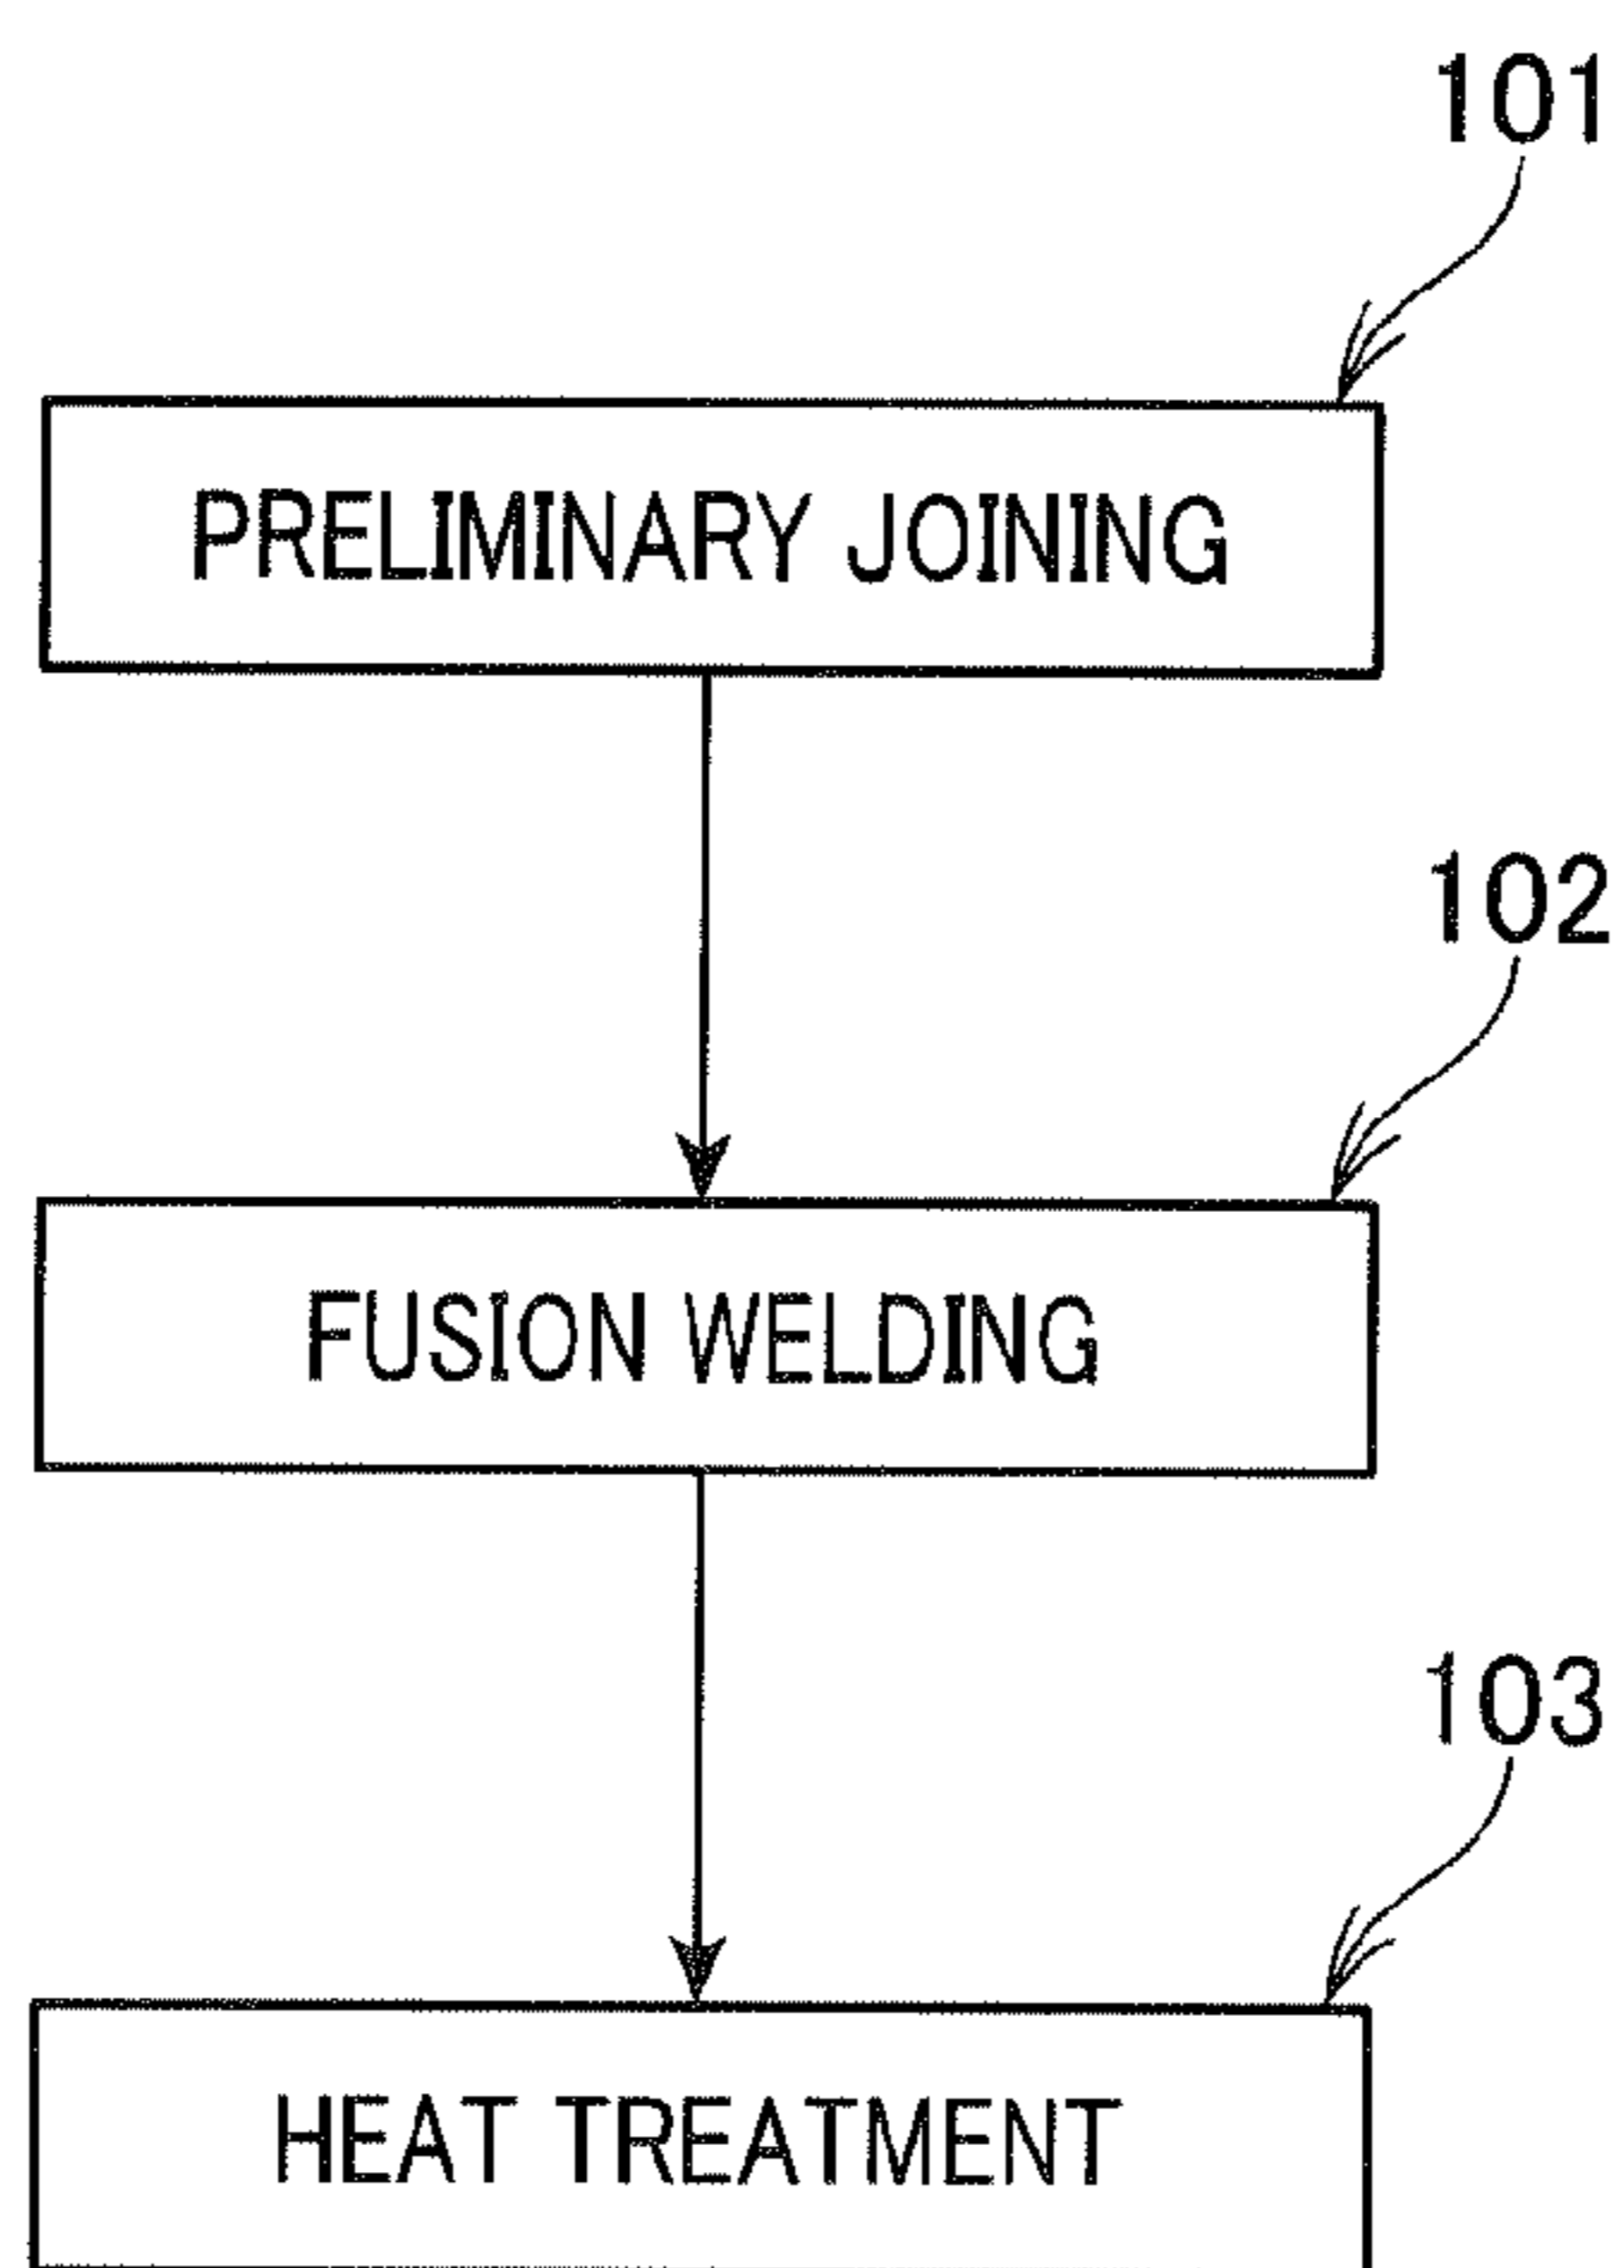 101
PRELIMINARY JOINING
102
FUSION WELDING
103
HEAT TREATMENT